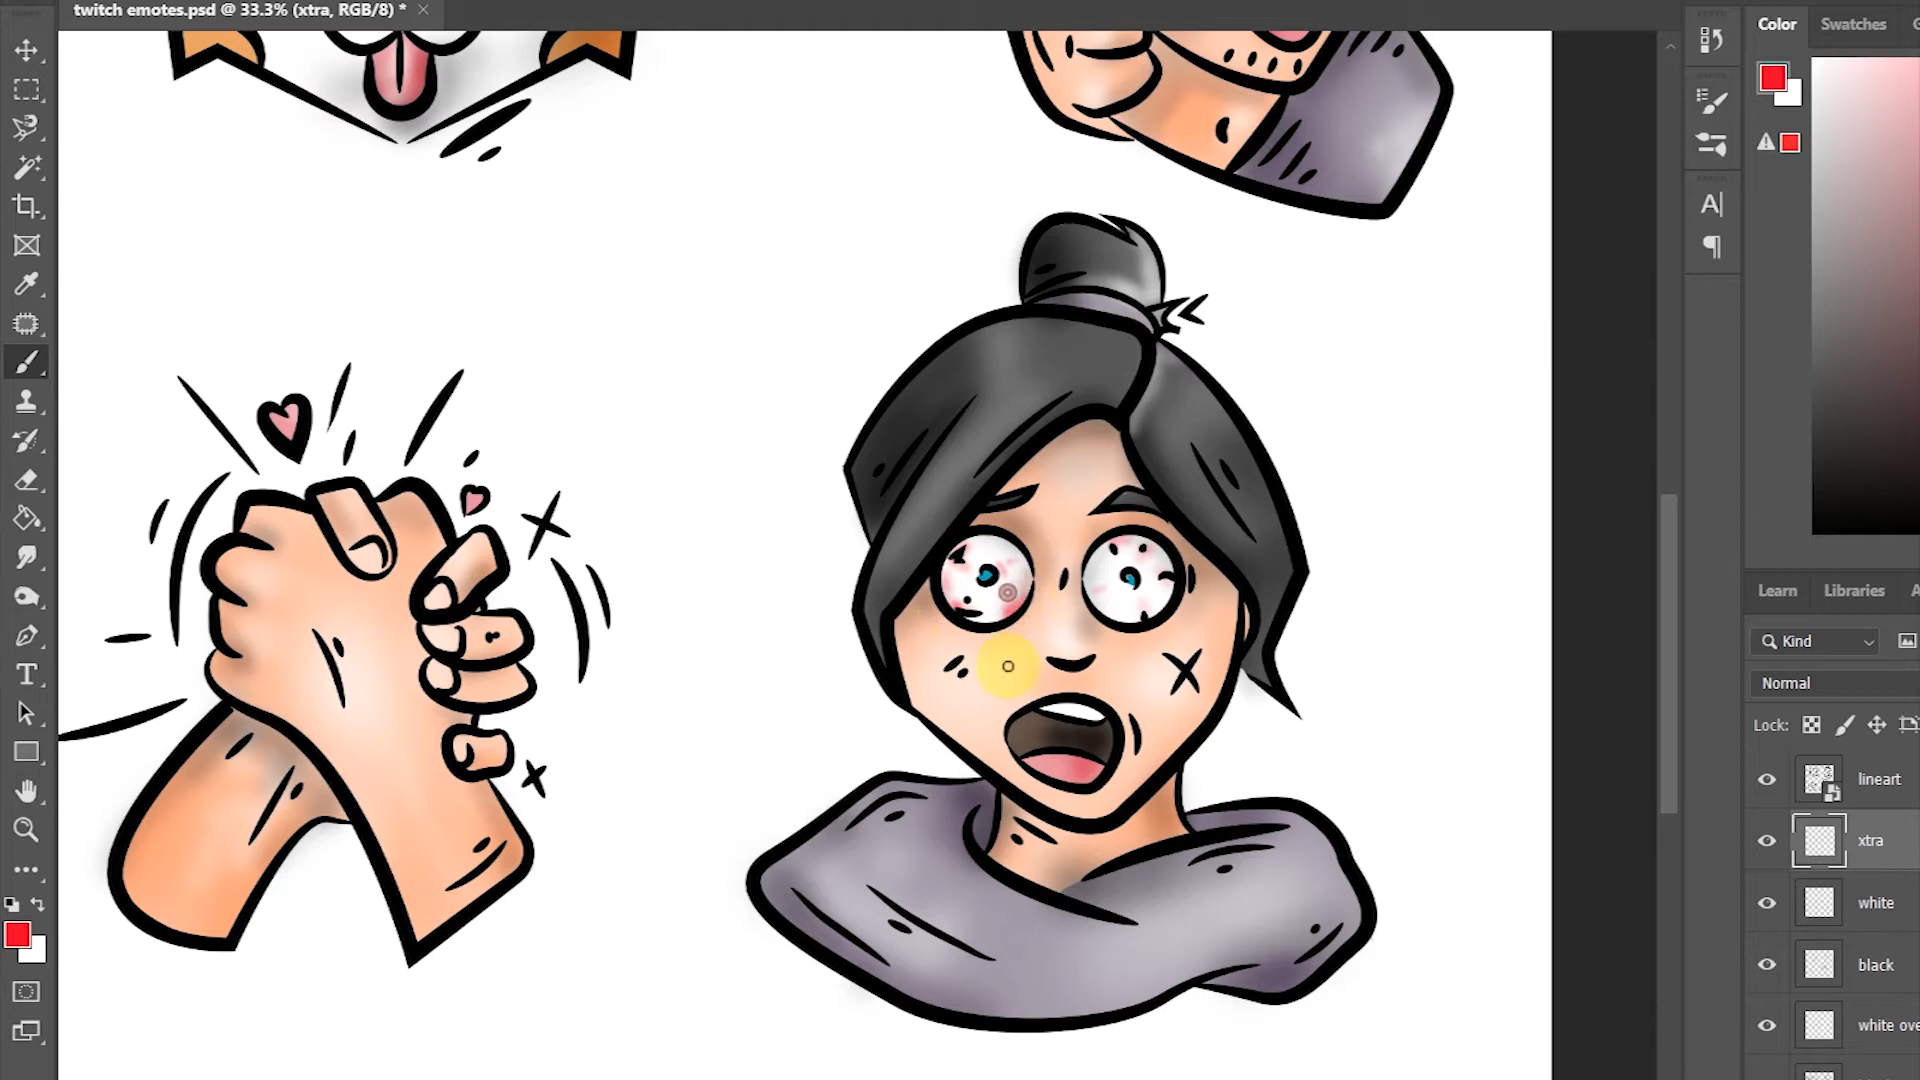 twitch emotes.psd @ 33.3% (xtra, RGB/8) *
Color
Swatches
Learn
Libraries
Kind
Normal
Lock:
lineart
xtra
white
black
white ove